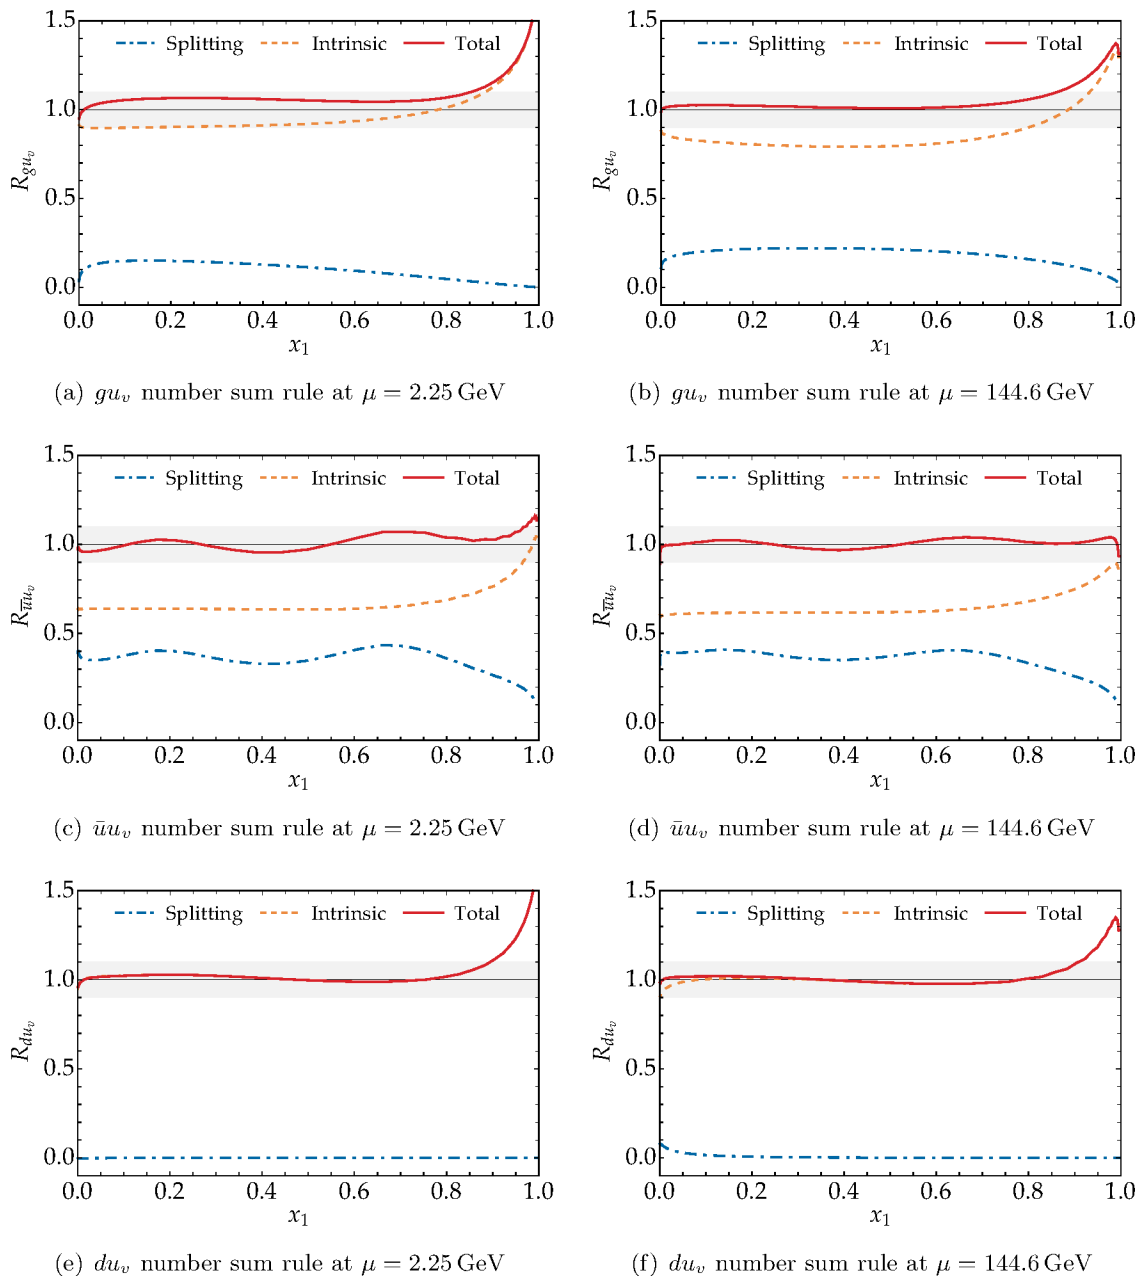 1.5
Splitting Intrinsic Total
1.0
R_{gu_v}
0.5
0.0
0.0 0.2 0.4 0.6 0.8 1.0
x_1
(a) gu_v number sum rule at μ = 2.25 GeV
1.5
Splitting Intrinsic Total
1.0
R_{gu_v}
0.5
0.0
0.0 0.2 0.4 0.6 0.8 1.0
x_1
(b) gu_v number sum rule at μ = 144.6 GeV
1.5
Splitting Intrinsic Total
1.0
R_{ūu_v}
0.5
0.0
0.0 0.2 0.4 0.6 0.8 1.0
x_1
(c) ūu_v number sum rule at μ = 2.25 GeV
1.5
Splitting Intrinsic Total
1.0
R_{ūu_v}
0.5
0.0
0.0 0.2 0.4 0.6 0.8 1.0
x_1
(d) ūu_v number sum rule at μ = 144.6 GeV
1.5
Splitting Intrinsic Total
1.0
R_{du_v}
0.5
0.0
0.0 0.2 0.4 0.6 0.8 1.0
x_1
(e) du_v number sum rule at μ = 2.25 GeV
1.5
Splitting Intrinsic Total
1.0
R_{du_v}
0.5
0.0
0.0 0.2 0.4 0.6 0.8 1.0
x_1
(f) du_v number sum rule at μ = 144.6 GeV